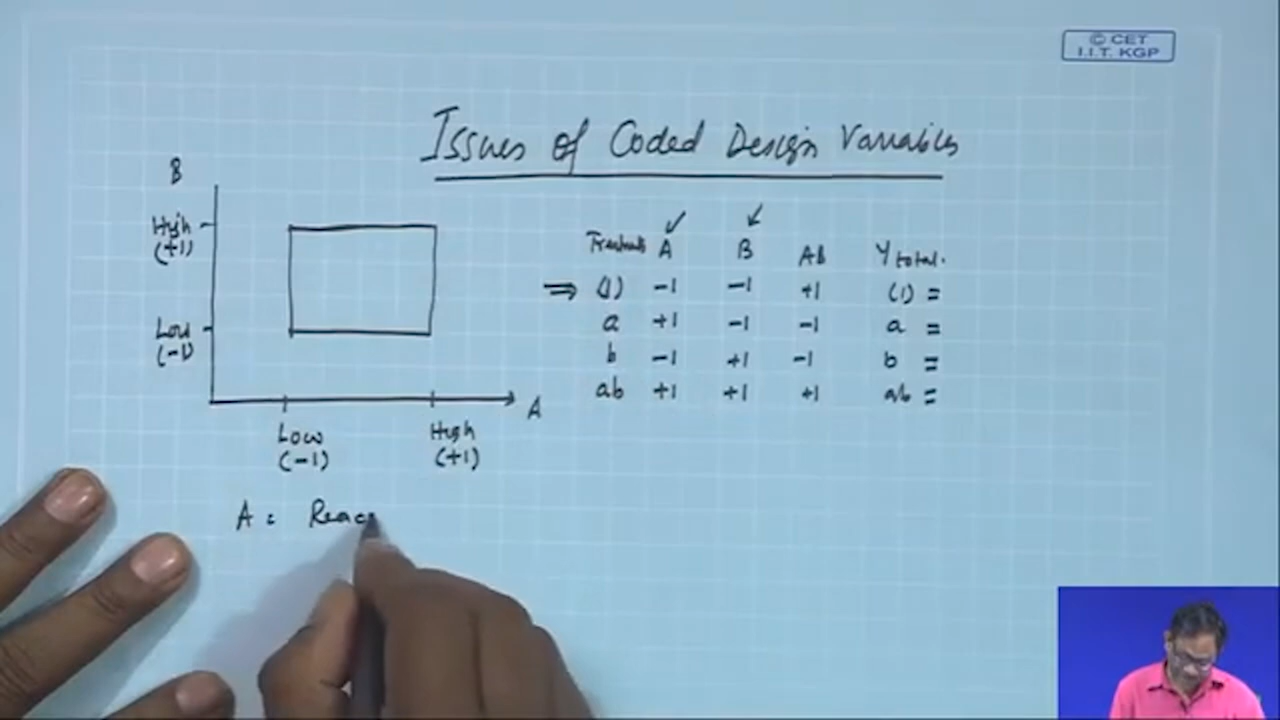 © CET
I.I.T. KGP
Issues of Coded Design Variables
B
High
(+1)
Low
(-1)
Low
(-1)
High
(+1)
A
A B AB Y total.
(1) -1 -1 +1 (1) =
a +1 -1 -1 a =
b -1 +1 -1 b =
ab +1 +1 +1 ab =
A = Reac